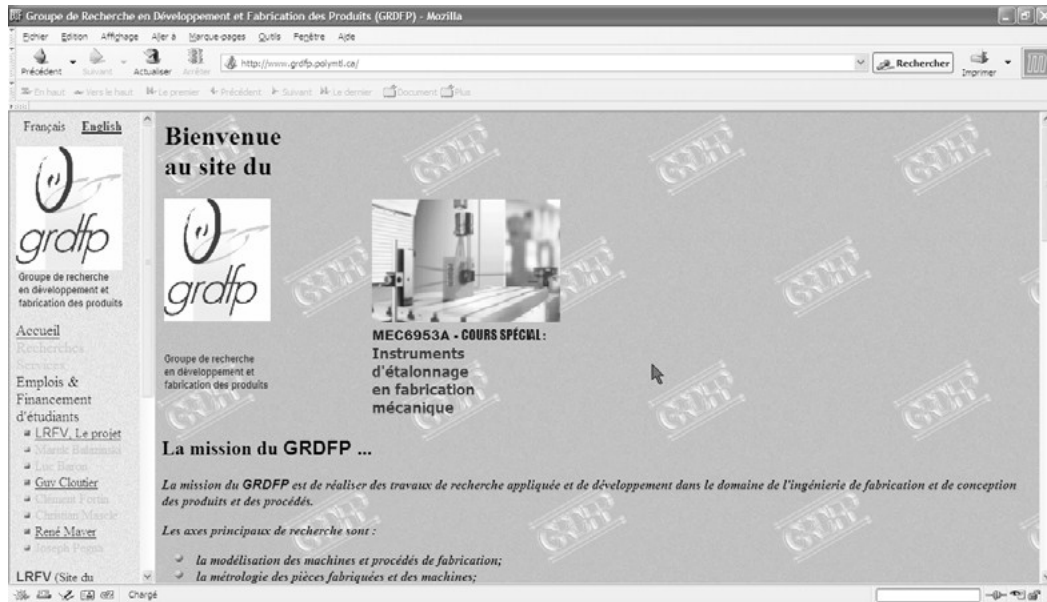 Groupe de Recherche en Développement et Fabrication des Produits (GRDFP) - Mozilla
Fichier Edition Affichage Aller à Marque-pages Outils Fenêtre Aide
Précédent Suivant Actualiser Arrêter http://www.grdfp.polymtl.ca/ Rechercher Imprimer
En haut Vers le haut Le premier Précédent Suivant Le dernier Document Plus
Français English
grdfp
Groupe de recherche
en développement et
fabrication des produits
Accueil
Recherches
Services
Emplois &
Financement
d'étudiants
LRFV, Le projet
Marek Balazinski
Luc Baron
Guy Cloutier
Clément Fortin
Christian Mascle
René Mayer
Joseph Pegna
LRFV (Site du
Bienvenue
au site du
grdfp
Groupe de recherche
en développement et
fabrication des produits
MEC6953A - COURS SPÉCIAL:
Instruments
d'étalonnage
en fabrication
mécanique
La mission du GRDFP ...
La mission du GRDFP est de réaliser des travaux de recherche appliquée et de développement dans le domaine de l'ingénierie de fabrication et de conception
des produits et des procédés.
Les axes principaux de recherche sont :
la modélisation des machines et procédés de fabrication;
la métrologie des pièces fabriquées et des machines;
Chargé